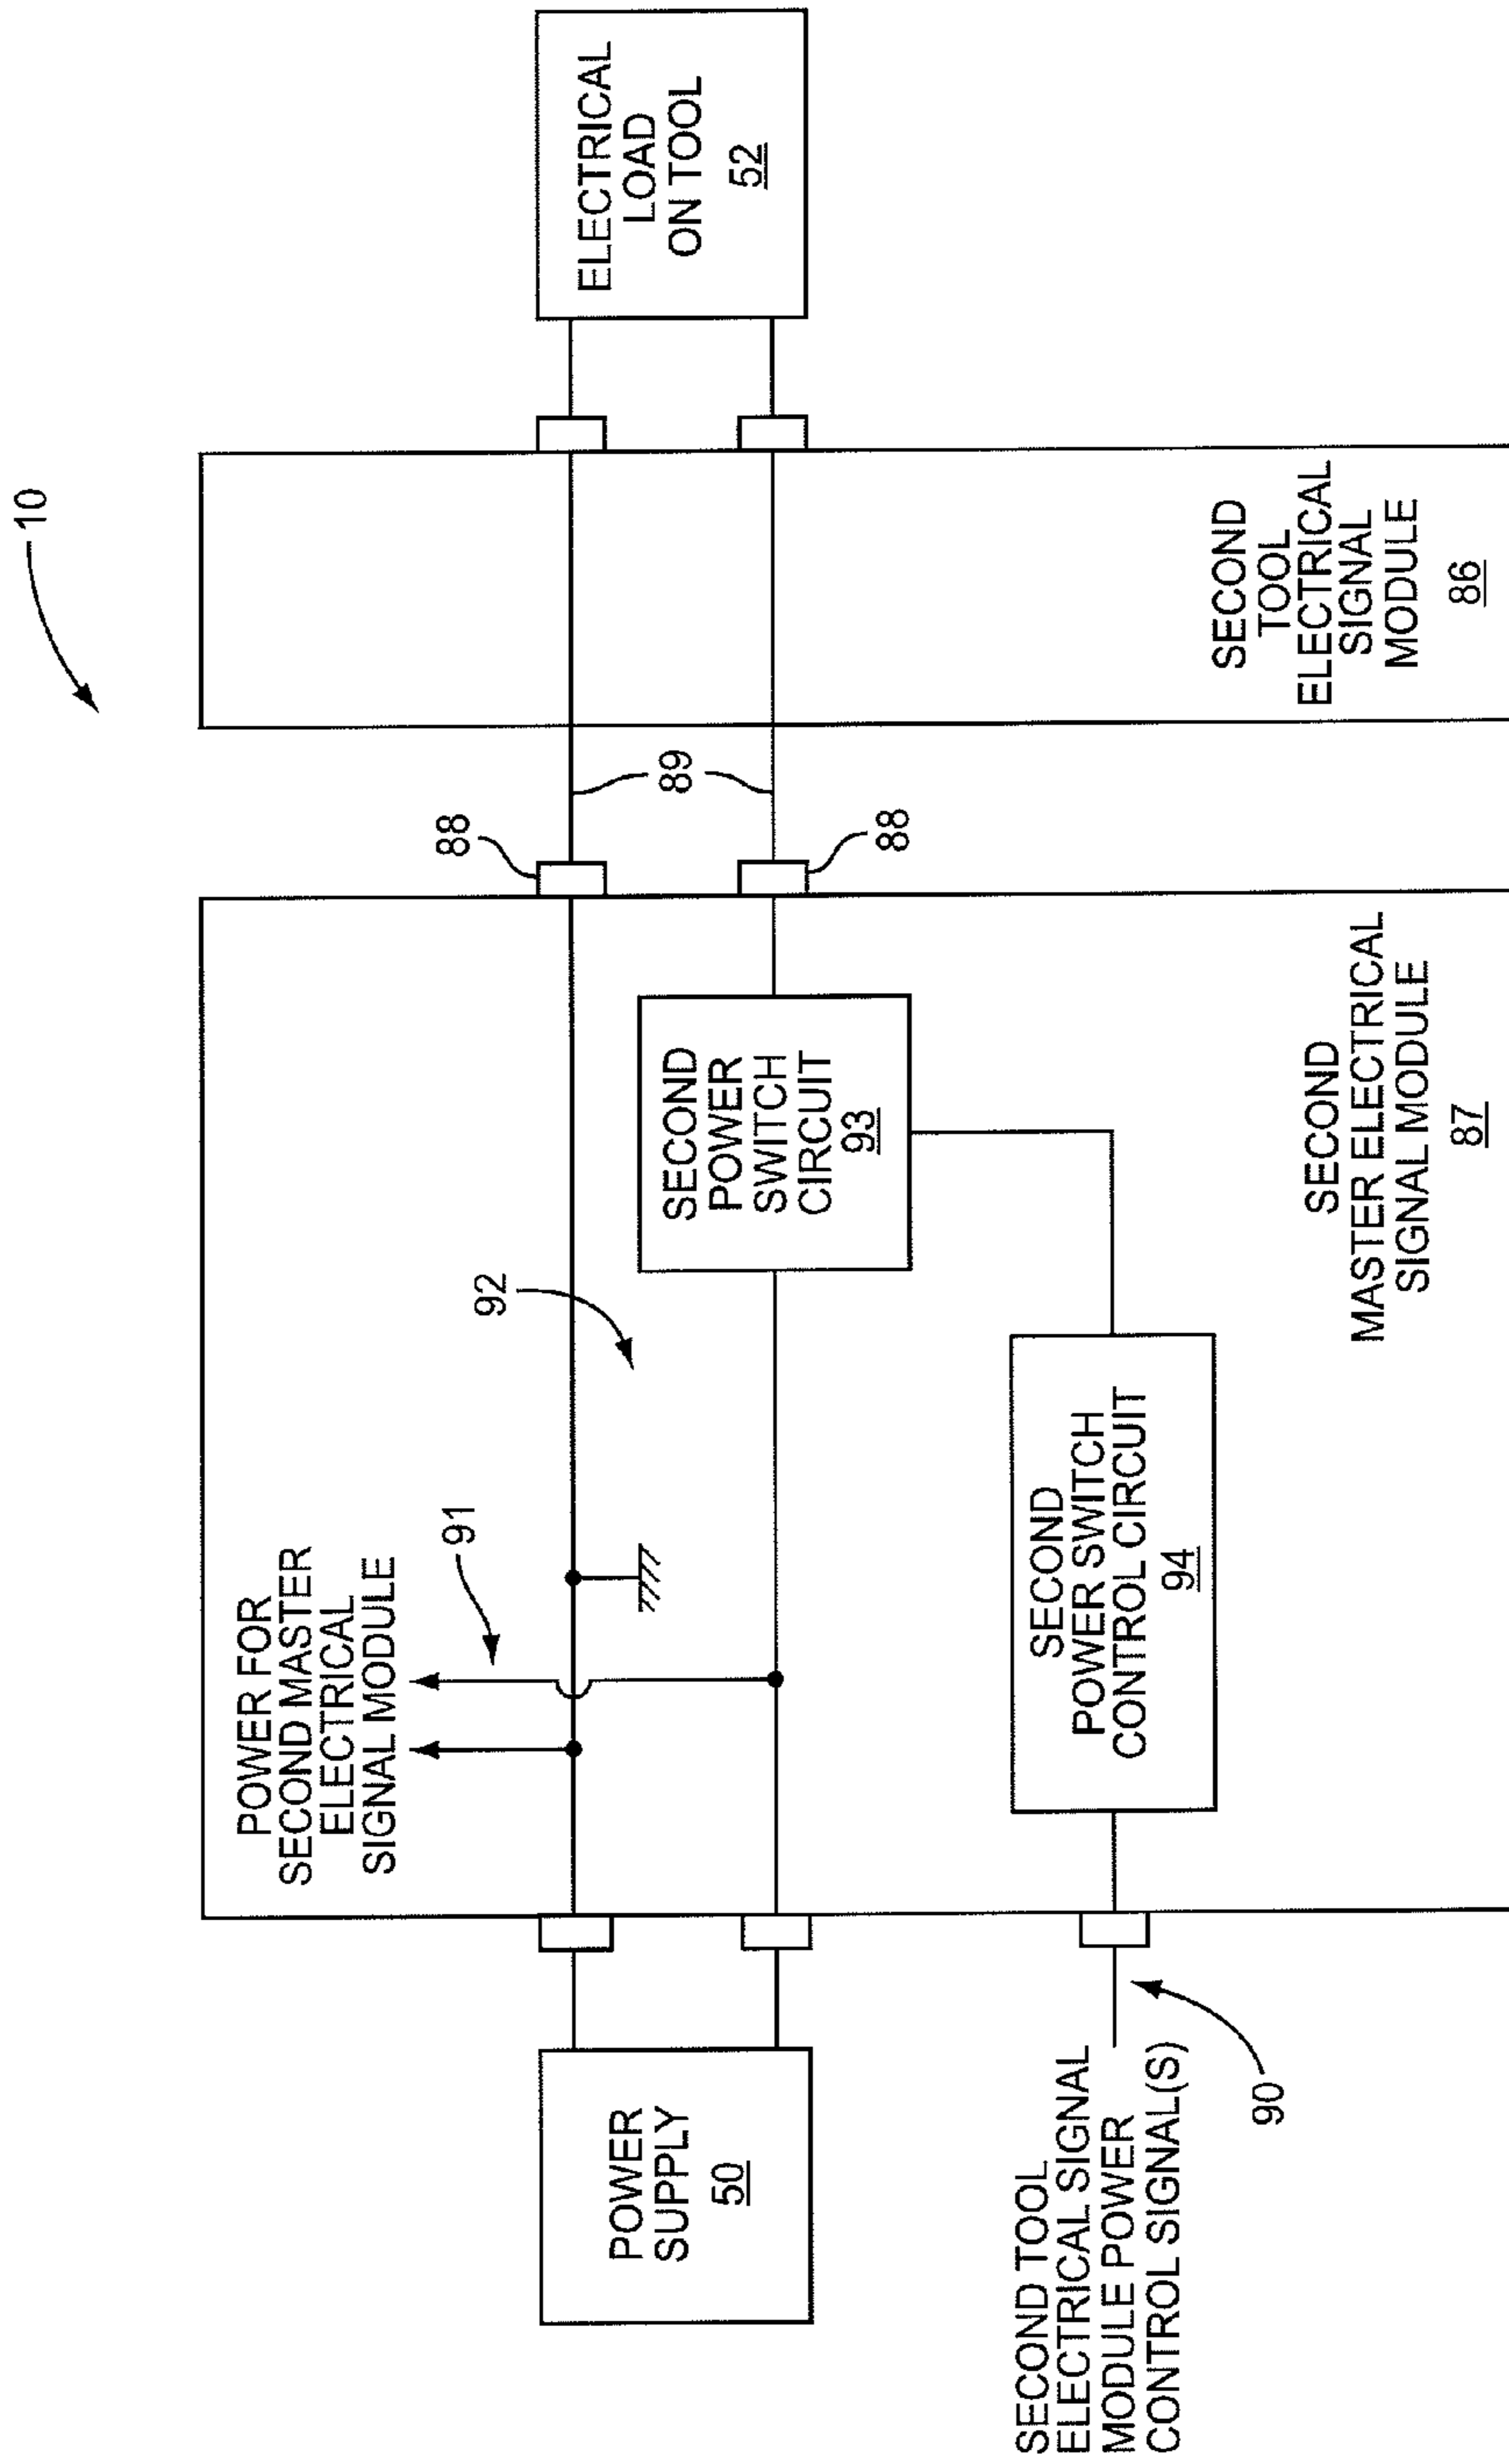 10
ELECTRICAL
LOAD
ON TOOL
52
SECOND
TOOL
ELECTRICAL
SIGNAL
MODULE
86
88
89
88
POWER FOR
SECOND MASTER
ELECTRICAL
SIGNAL MODULE
91
92
SECOND
POWER
SWITCH
CIRCUIT
93
SECOND
POWER SWITCH
CONTROL CIRCUIT
94
SECOND
MASTER ELECTRICAL
SIGNAL MODULE
87
POWER
SUPPLY
50
SECOND TOOL
ELECTRICAL SIGNAL
MODULE POWER
CONTROL SIGNAL(S)
90